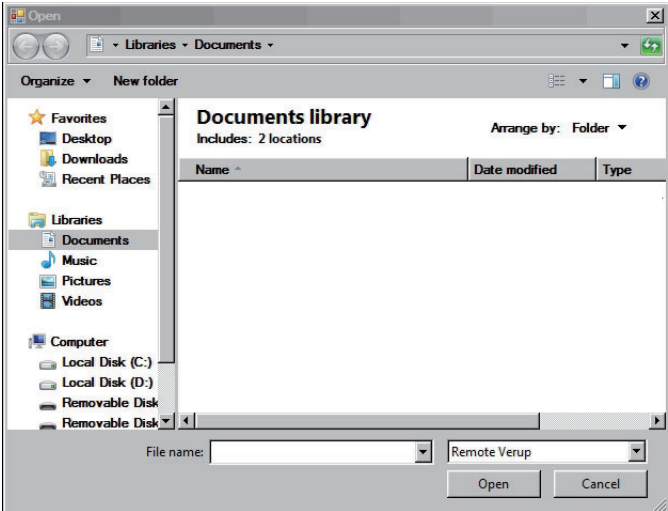 Open
Libraries Documents
Organize New folder
Favorites
Desktop
Downloads
Recent Places
Libraries
Documents
Music
Pictures
Videos
Computer
Local Disk (C:)
Local Disk (D:)
Removable Disk
Removable Disk
Documents library
Includes: 2 locations
Arrange by: Folder
Name Date modified Type
File name: Remote Verup
Open Cancel